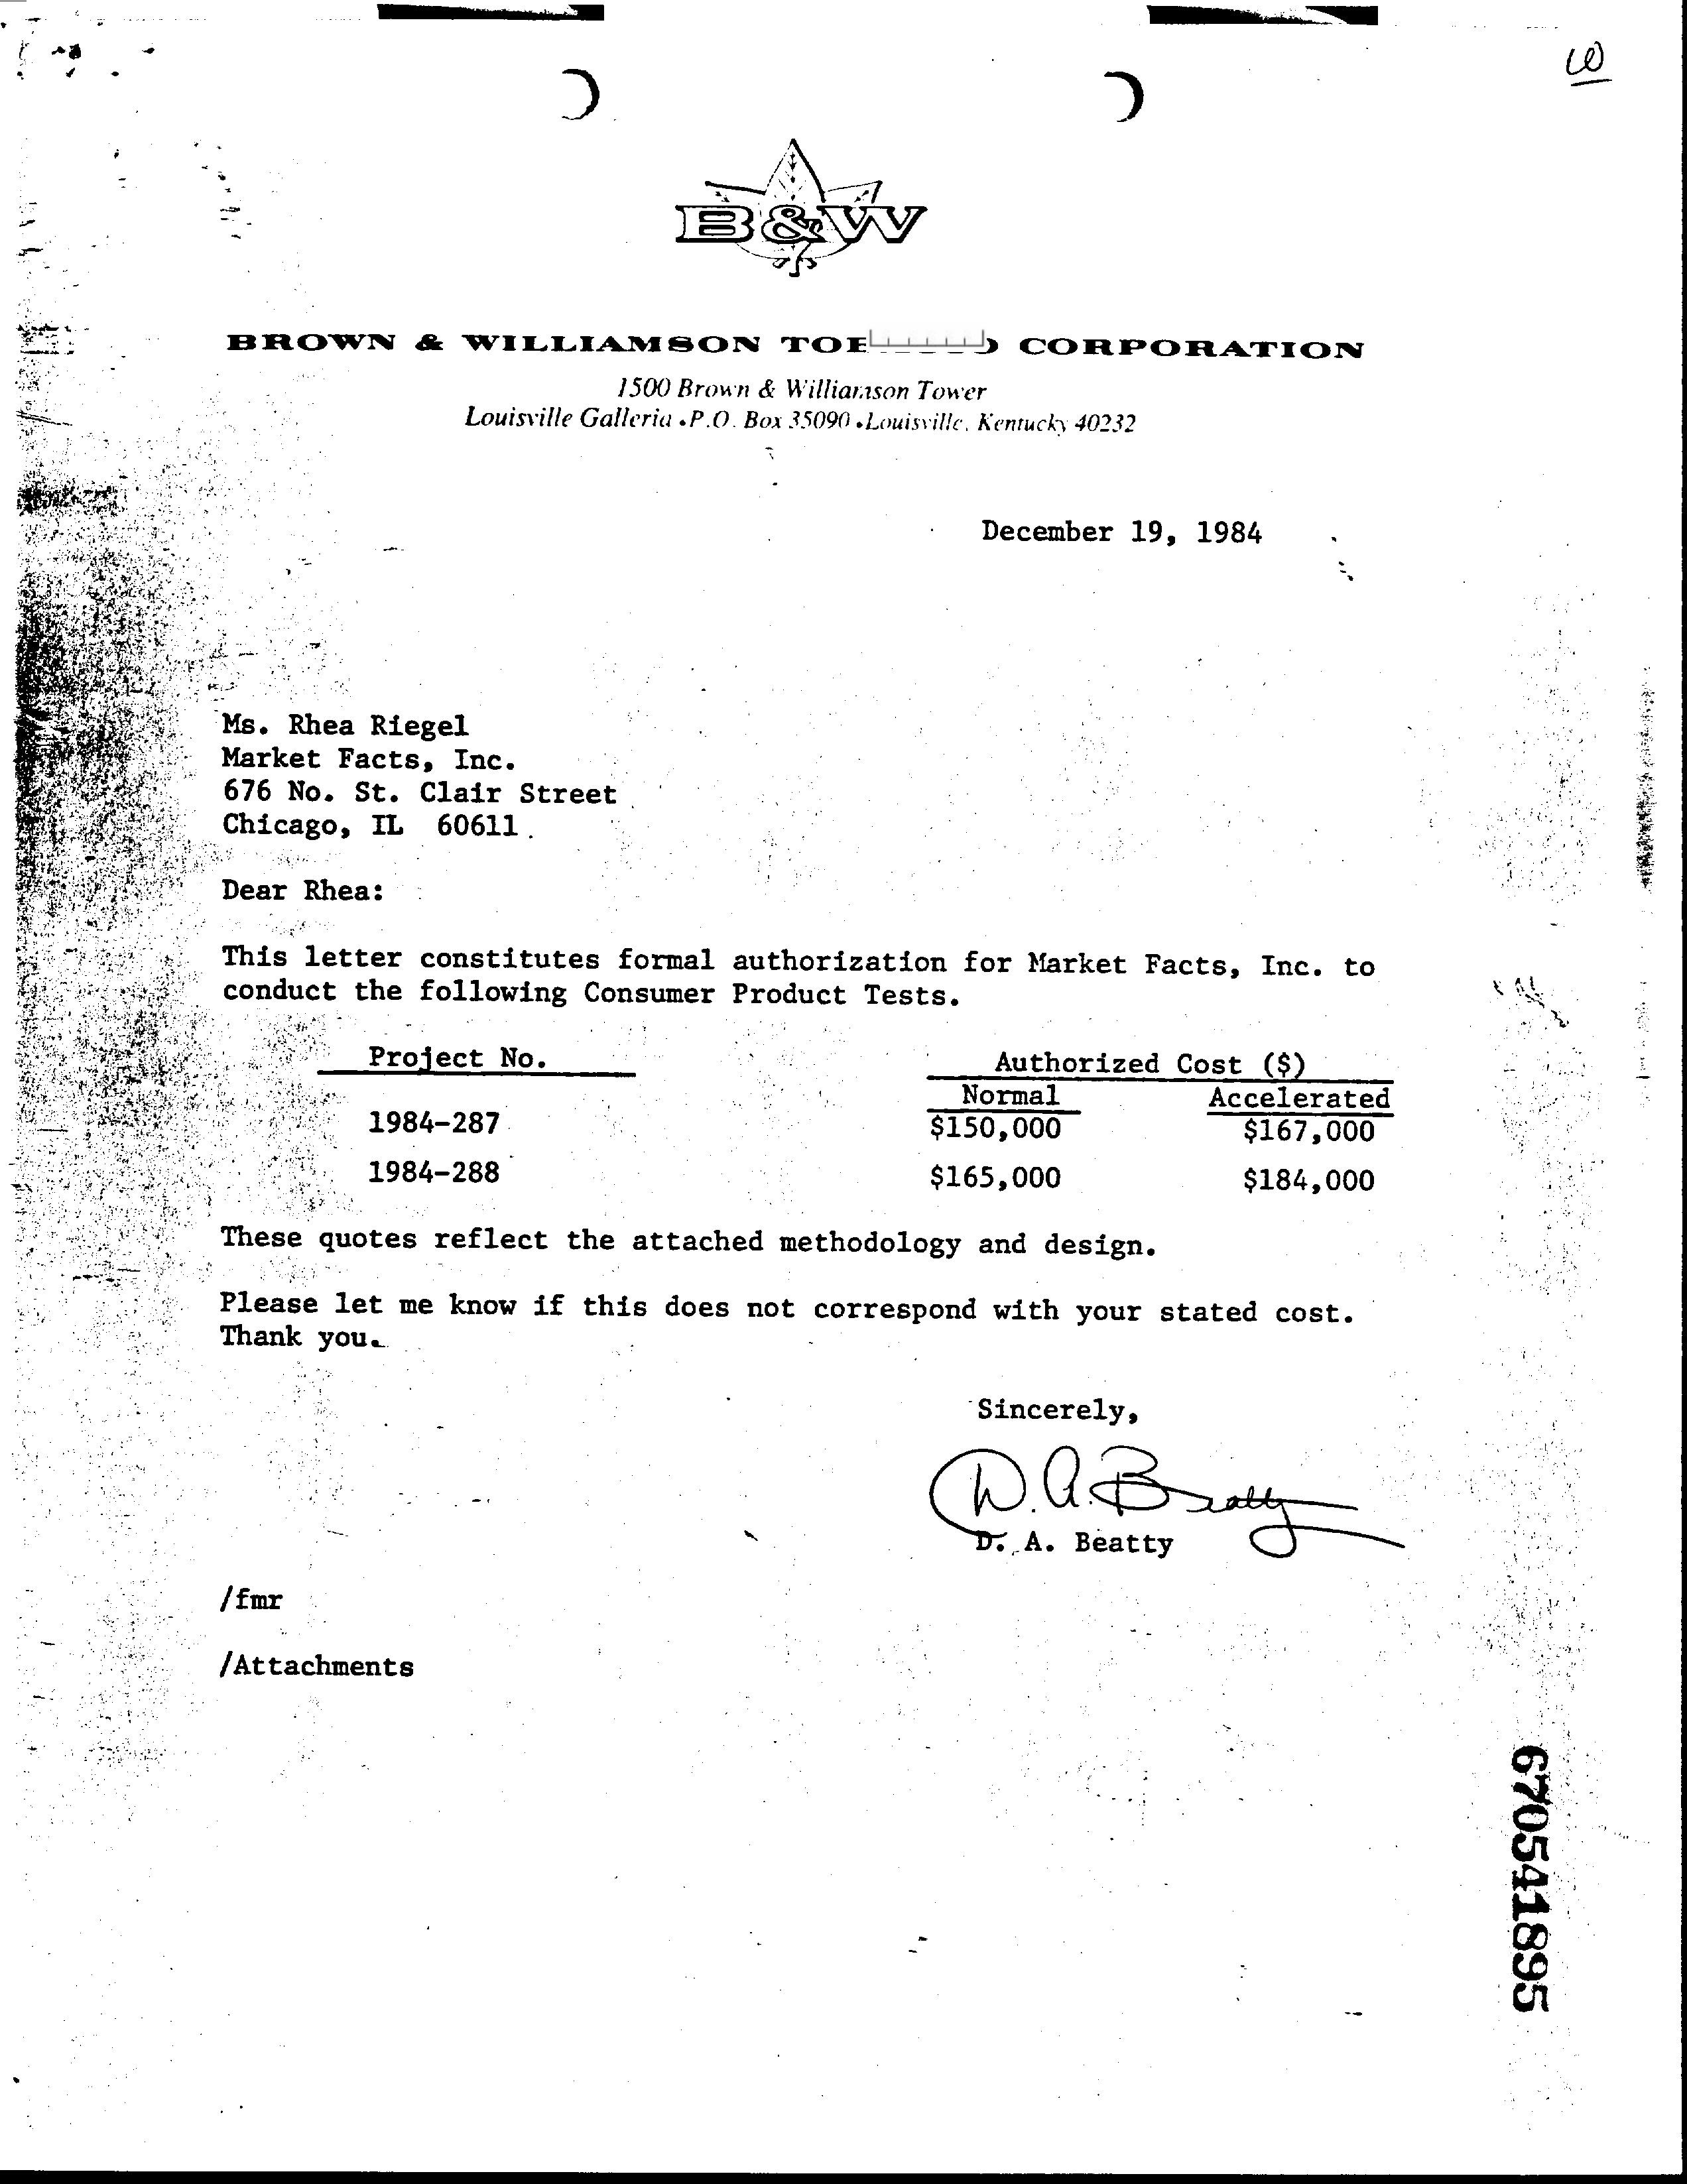 B&W
BROWN & WILLIAMSON CORPORATION
1500 Brown & Williamson Tower
Louisville Galleria • P.O. Box 35090 • Louisville, Kentucky 40232
December 19, 1984
Ms. Rhea Riegel
Market Facts, Inc.
676 No. St. Clair Street
Chicago, IL 60611.
Dear Rhea:
This letter constitutes formal authorization for Market Facts, Inc. to
conduct the following Consumer Product Tests.
Project No. Authorized Cost ($)
Normal Accelerated
1984-287 $150,000 $167,000
1984-288 $165,000 $184,000
These quotes reflect the attached methodology and design.
Please let me know if this does not correspond with your stated cost.
Thank you.
Sincerely,
D. A. Beatty
D. A. Beatty
/fmr
/Attachments
670541895